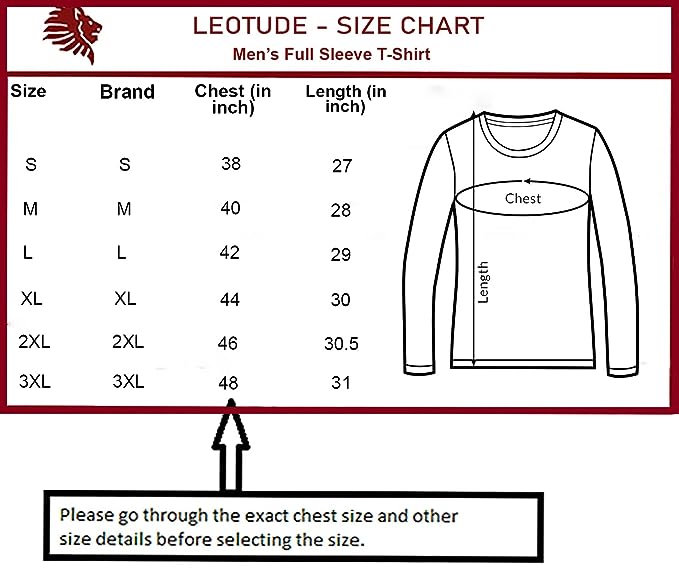 LEOTUDE - SIZE CHART
Men's Full Sleeve T-Shirt
Size Brand Chest (in inch) Length (in inch)
S S 38 27
M M 40 28
L L 42 29
XL XL 44 30
2XL 2XL 46 30.5
3XL 3XL 48 31
Chest
Length
Please go through the exact chest size and other
size details before selecting the size.